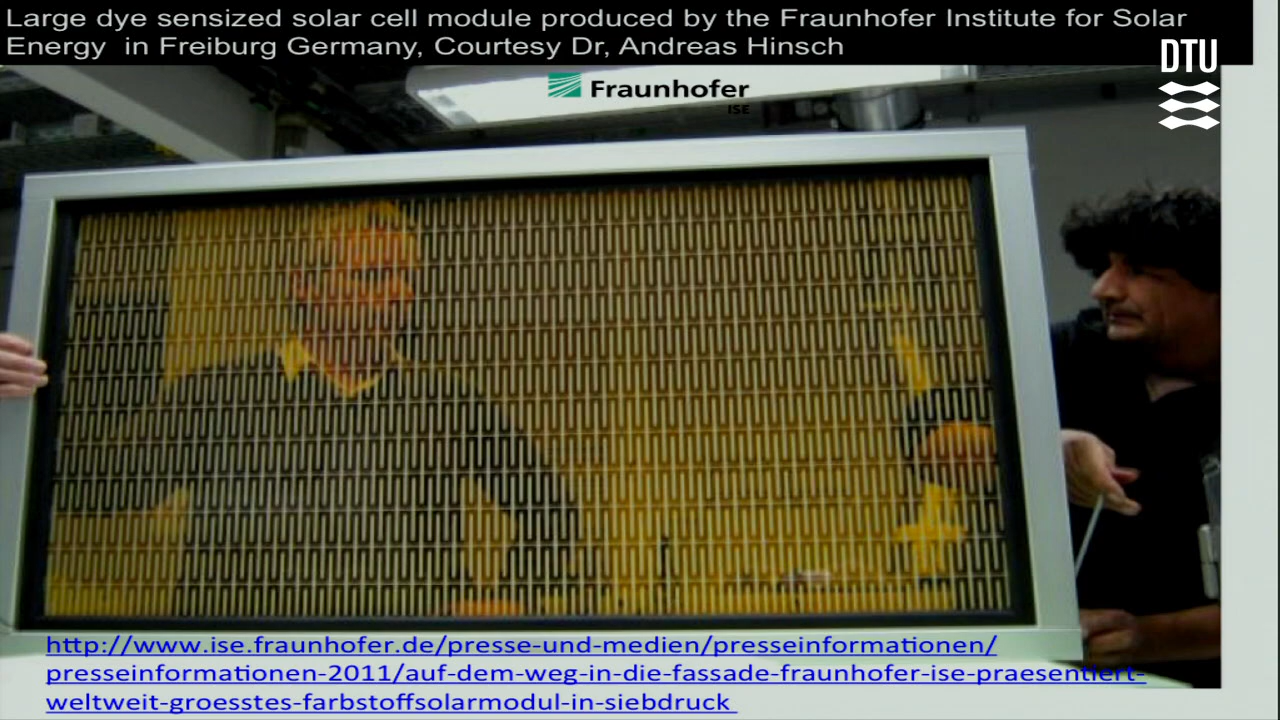 Large dye sensized solar cell module produced by the Fraunhofer Institute for Solar
Energy in Freiburg Germany, Courtesy Dr, Andreas Hinsch
DTU
Fraunhofer
ISE
http://www.ise.fraunhofer.de/presse-und-medien/presseinformationen/
presseinformationen-2011/auf-dem-weg-in-die-fassade-fraunhofer-ise-praesentiert-
weltweit-groesstes-farbstoffsolarmodul-in-siebdruck